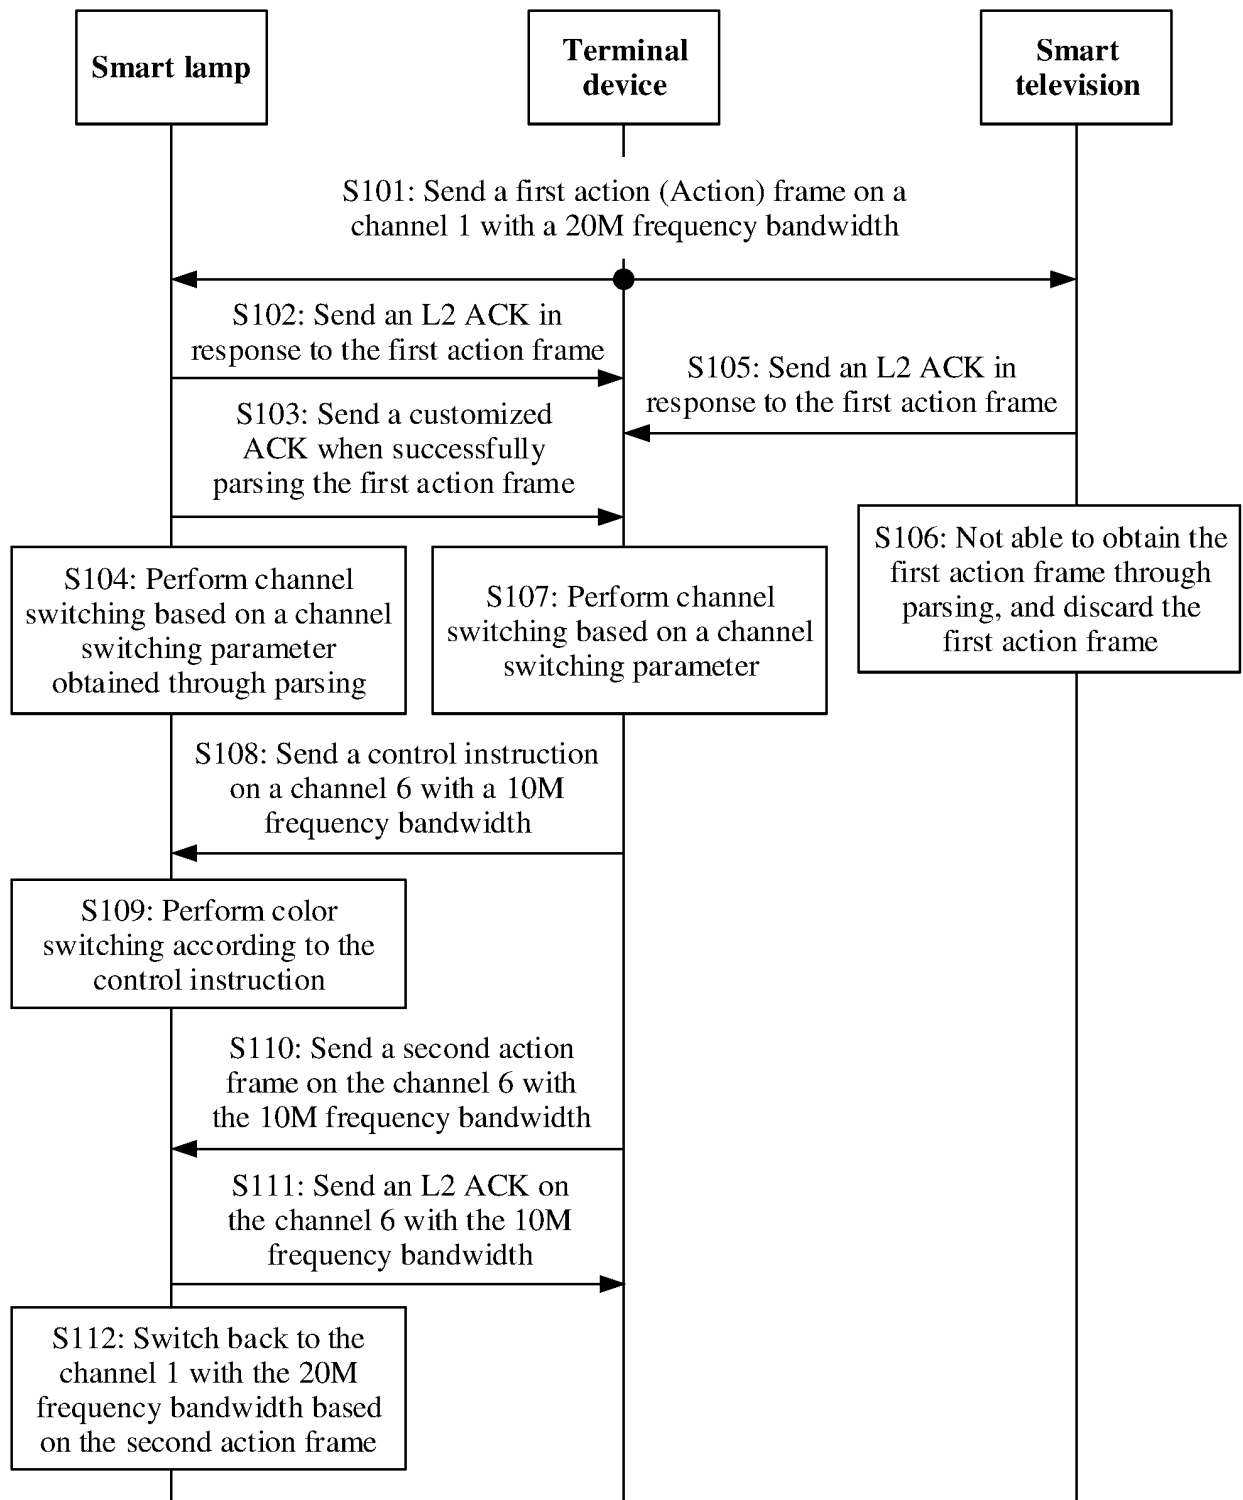 Smart lamp
Terminal
device
Smart
television
S101: Send a first action (Action) frame on a
channel 1 with a 20M frequency bandwidth
S102: Send an L2 ACK in
response to the first action frame
S105: Send an L2 ACK in
response to the first action frame
S103: Send a customized
ACK when successfully
parsing the first action frame
S106: Not able to obtain the
first action frame through
parsing, and discard the
first action frame
S104: Perform channel
switching based on a channel
switching parameter
obtained through parsing
S107: Perform channel
switching based on a channel
switching parameter
S108: Send a control instruction
on a channel 6 with a 10M
frequency bandwidth
S109: Perform color
switching according to the
control instruction
S110: Send a second action
frame on the channel 6 with
the 10M frequency bandwidth
S111: Send an L2 ACK on
the channel 6 with the 10M
frequency bandwidth
S112: Switch back to the
channel 1 with the 20M
frequency bandwidth based
on the second action frame